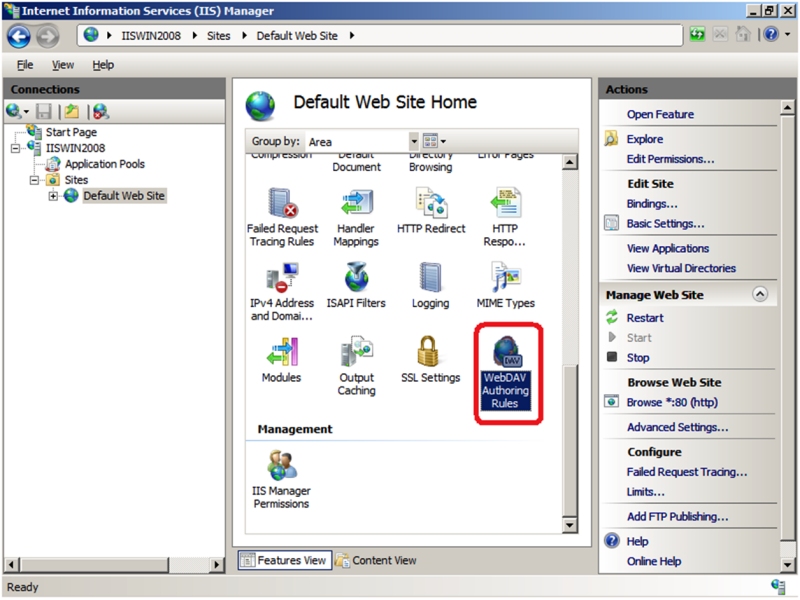 Internet Information Services (IIS) Manager
IISWIN2008
Sites
Default Web Site
File View Help
Connections
Start Page
IISWIN2008
Application Pools
Sites
Default Web Site
Default Web Site Home
Group by: Area
Compression Default Directory Error Pages
Document Browsing
Failed Request Handler HTTP Redirect HTTP
Tracing Rules Mappings Respo...
IPv4 Address ISAPI Filters Logging MIME Types
and Domai...
DAV
Modules Output SSL Settings WebDAV
Caching Authoring
Rules
Management
IIS Manager
Permissions
Features View Content View
Actions
Open Feature
Explore
Edit Permissions...
Edit Site
Bindings...
Basic Settings...
View Applications
View Virtual Directories
Manage Web Site
Restart
Start
Stop
Browse Web Site
Browse *:80 (http)
Advanced Settings...
Configure
Failed Request Tracing...
Limits...
Add FTP Publishing...
Help
Online Help
Ready